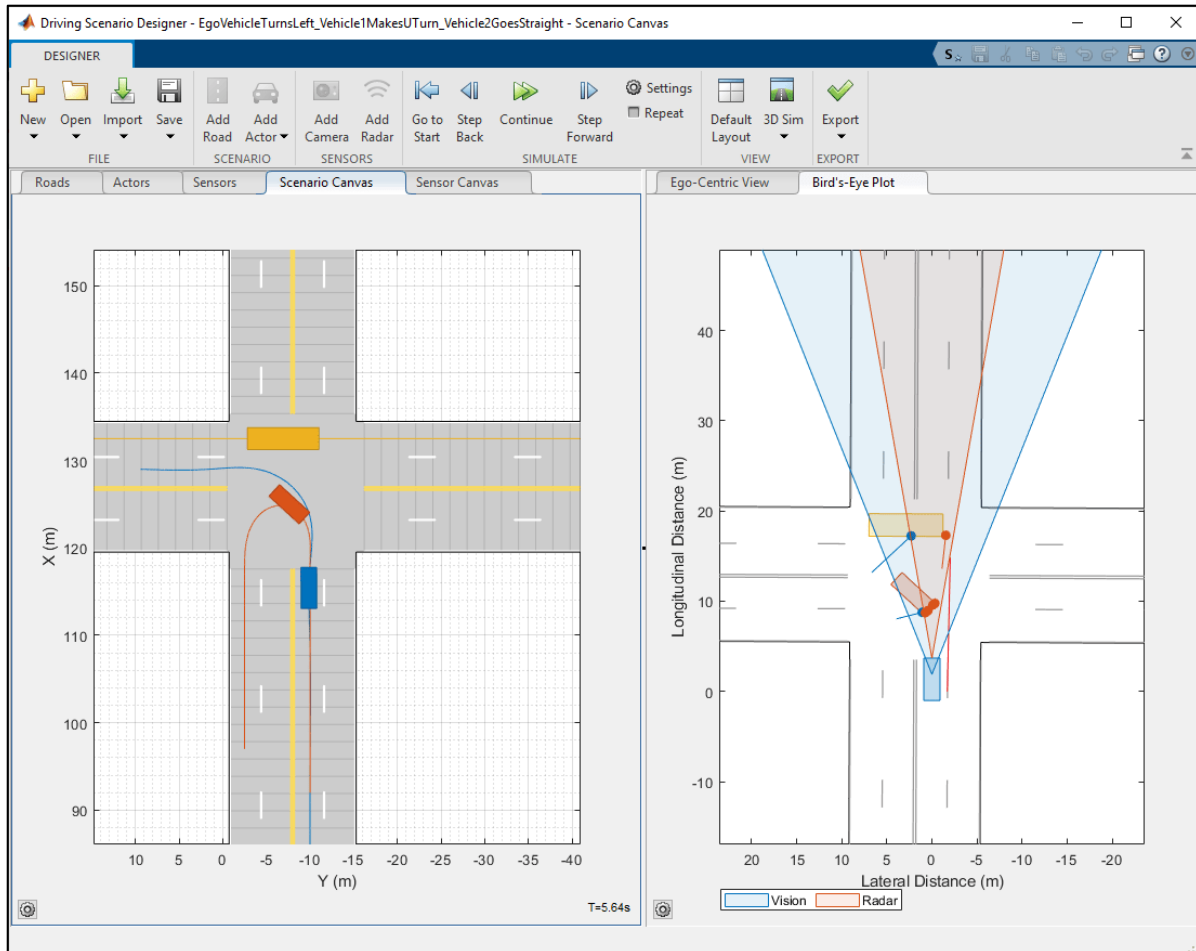 Driving Scenario Designer - EgoVehicleTurnsLeft_Vehicle1MakesUTurn_Vehicle2GoesStraight - Scenario Canvas
DESIGNER
S
New
Open
Import
Save
Add Road
Add Actor
Add Camera
Add Radar
Go to Start
Step Back
Continue
Step Forward
Settings
Repeat
Default Layout
3D Sim
Export
FILE
SCENARIO
SENSORS
SIMULATE
VIEW
EXPORT
Roads
Actors
Sensors
Scenario Canvas
Sensor Canvas
150
140
130
120
110
100
90
X (m)
10 5 0 -5 -10 -15 -20 -25 -30 -35 -40
Y (m)
T=5.64s
Ego-Centric View
Bird's-Eye Plot
40
30
20
10
0
-10
Longitudinal Distance (m)
20 15 10 5 0 -5 -10 -15 -20
Lateral Distance (m)
Vision
Radar